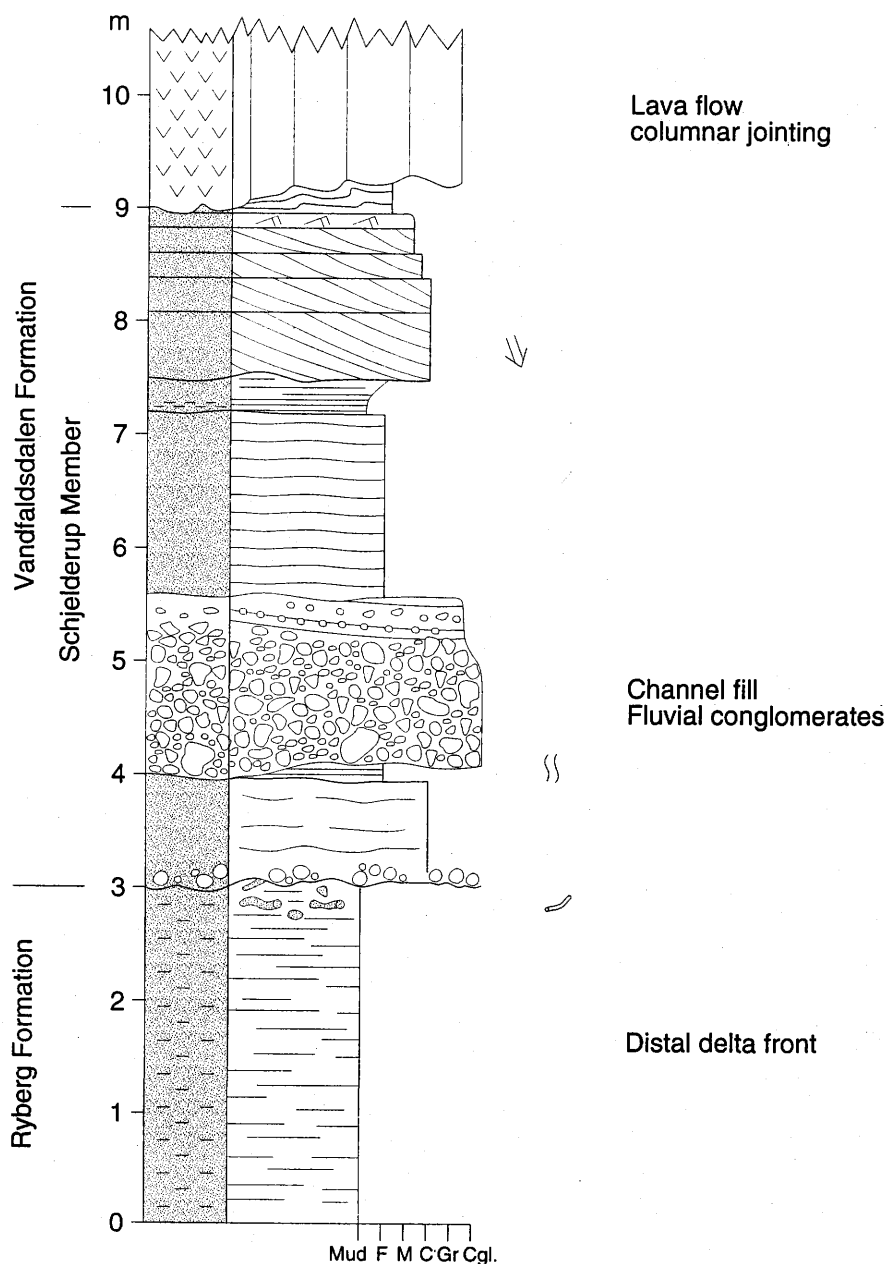 m
10
9
8
7
6
5
4
3
2
1
0
Vandfaldsdalen Formation
Schjelderup Member
Ryberg Formation
Lava flow
columnar jointing
Channel fill
Fluvial conglomerates
Distal delta front
Mud F M C Gr Cgl.